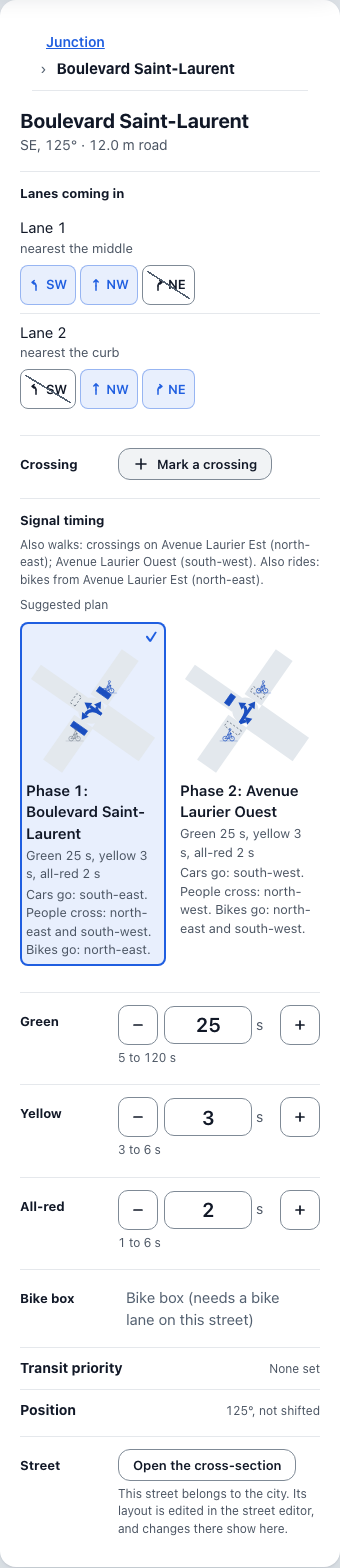 Junction
› Boulevard Saint-Laurent
Boulevard Saint-Laurent
SE, 125° · 12.0 m road
Lanes coming in
Lane 1
nearest the middle
SW NW NE
Lane 2
nearest the curb
SW NW NE
Crossing + Mark a crossing
Signal timing
Also walks: crossings on Avenue Laurier Est (north-
east); Avenue Laurier Ouest (south-west). Also rides:
bikes from Avenue Laurier Est (north-east).
Suggested plan
Phase 1:
Boulevard Saint-
Laurent
Green 25 s, yellow 3
s, all-red 2 s
Cars go: south-east.
People cross: north-
east and south-west.
Bikes go: north-east.
Phase 2: Avenue
Laurier Ouest
Green 25 s, yellow 3
s, all-red 2 s
Cars go: south-west.
People cross: north-
west. Bikes go: north-
east and south-west.
Green − 25 s +
5 to 120 s
Yellow − 3 s +
3 to 6 s
All-red − 2 s +
1 to 6 s
Bike box Bike box (needs a bike
lane on this street)
Transit priority None set
Position 125°, not shifted
Street Open the cross-section
This street belongs to the city. Its
layout is edited in the street editor,
and changes there show here.